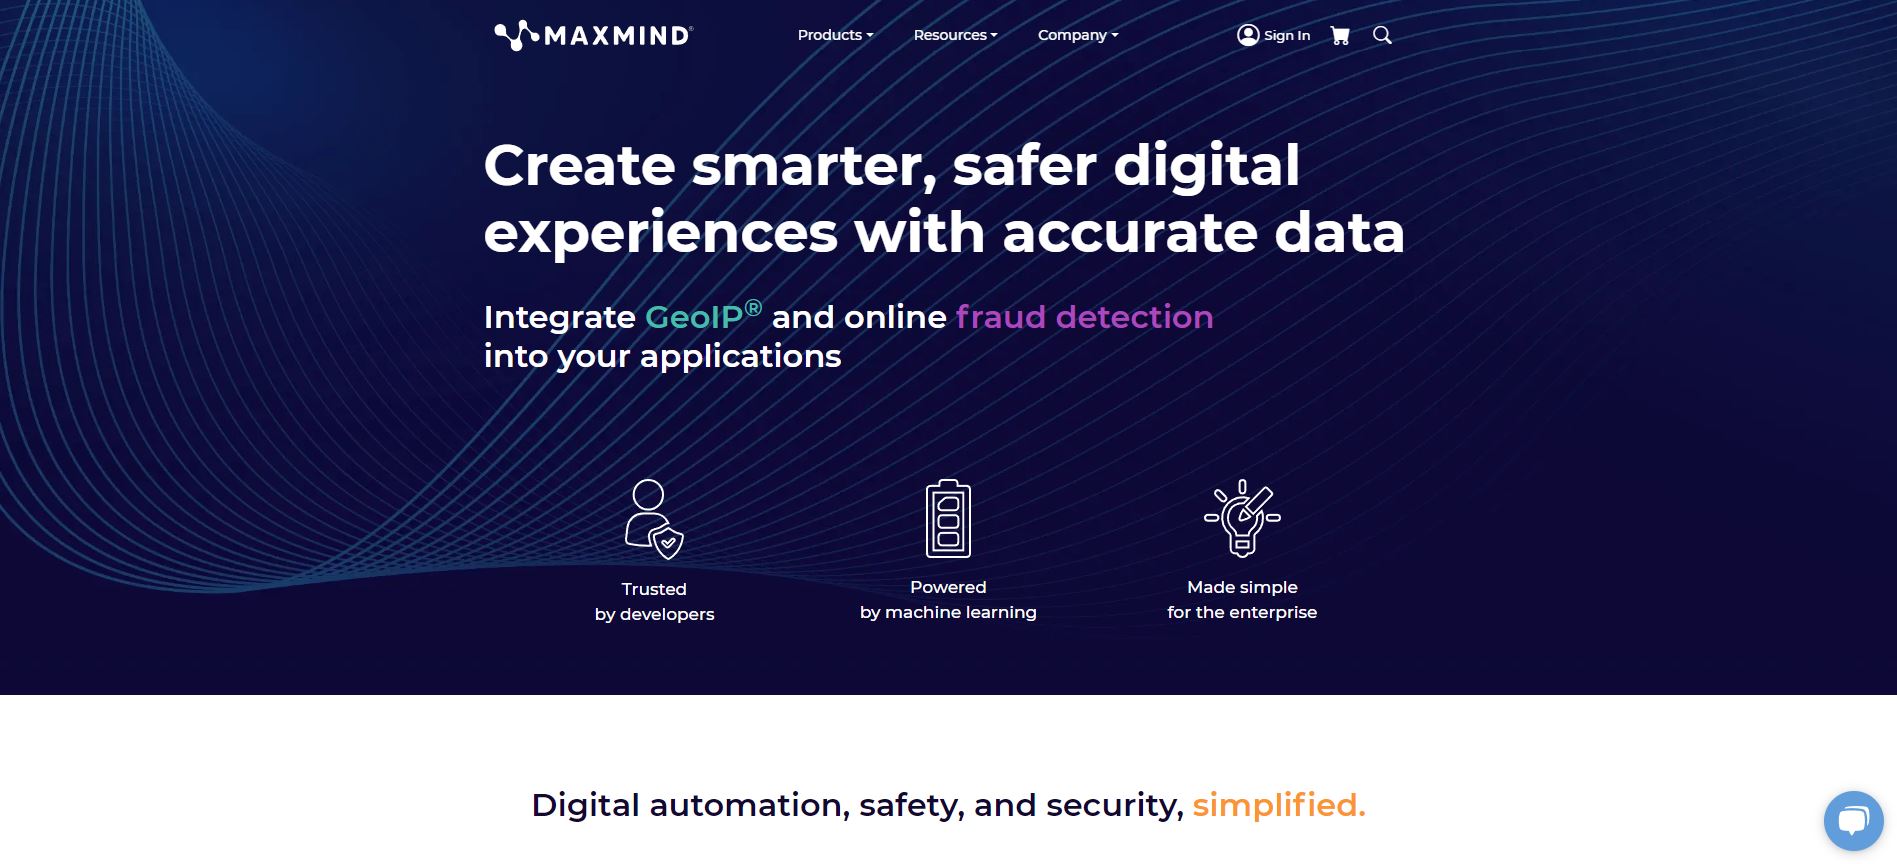 MAXMIND®
Products
Resources
Company
Sign In
Create smarter, safer digital
experiences with accurate data
Integrate GeoIP® and online fraud detection
into your applications
Trusted
by developers
Powered
by machine learning
Made simple
for the enterprise
Digital automation, safety, and security, simplified.